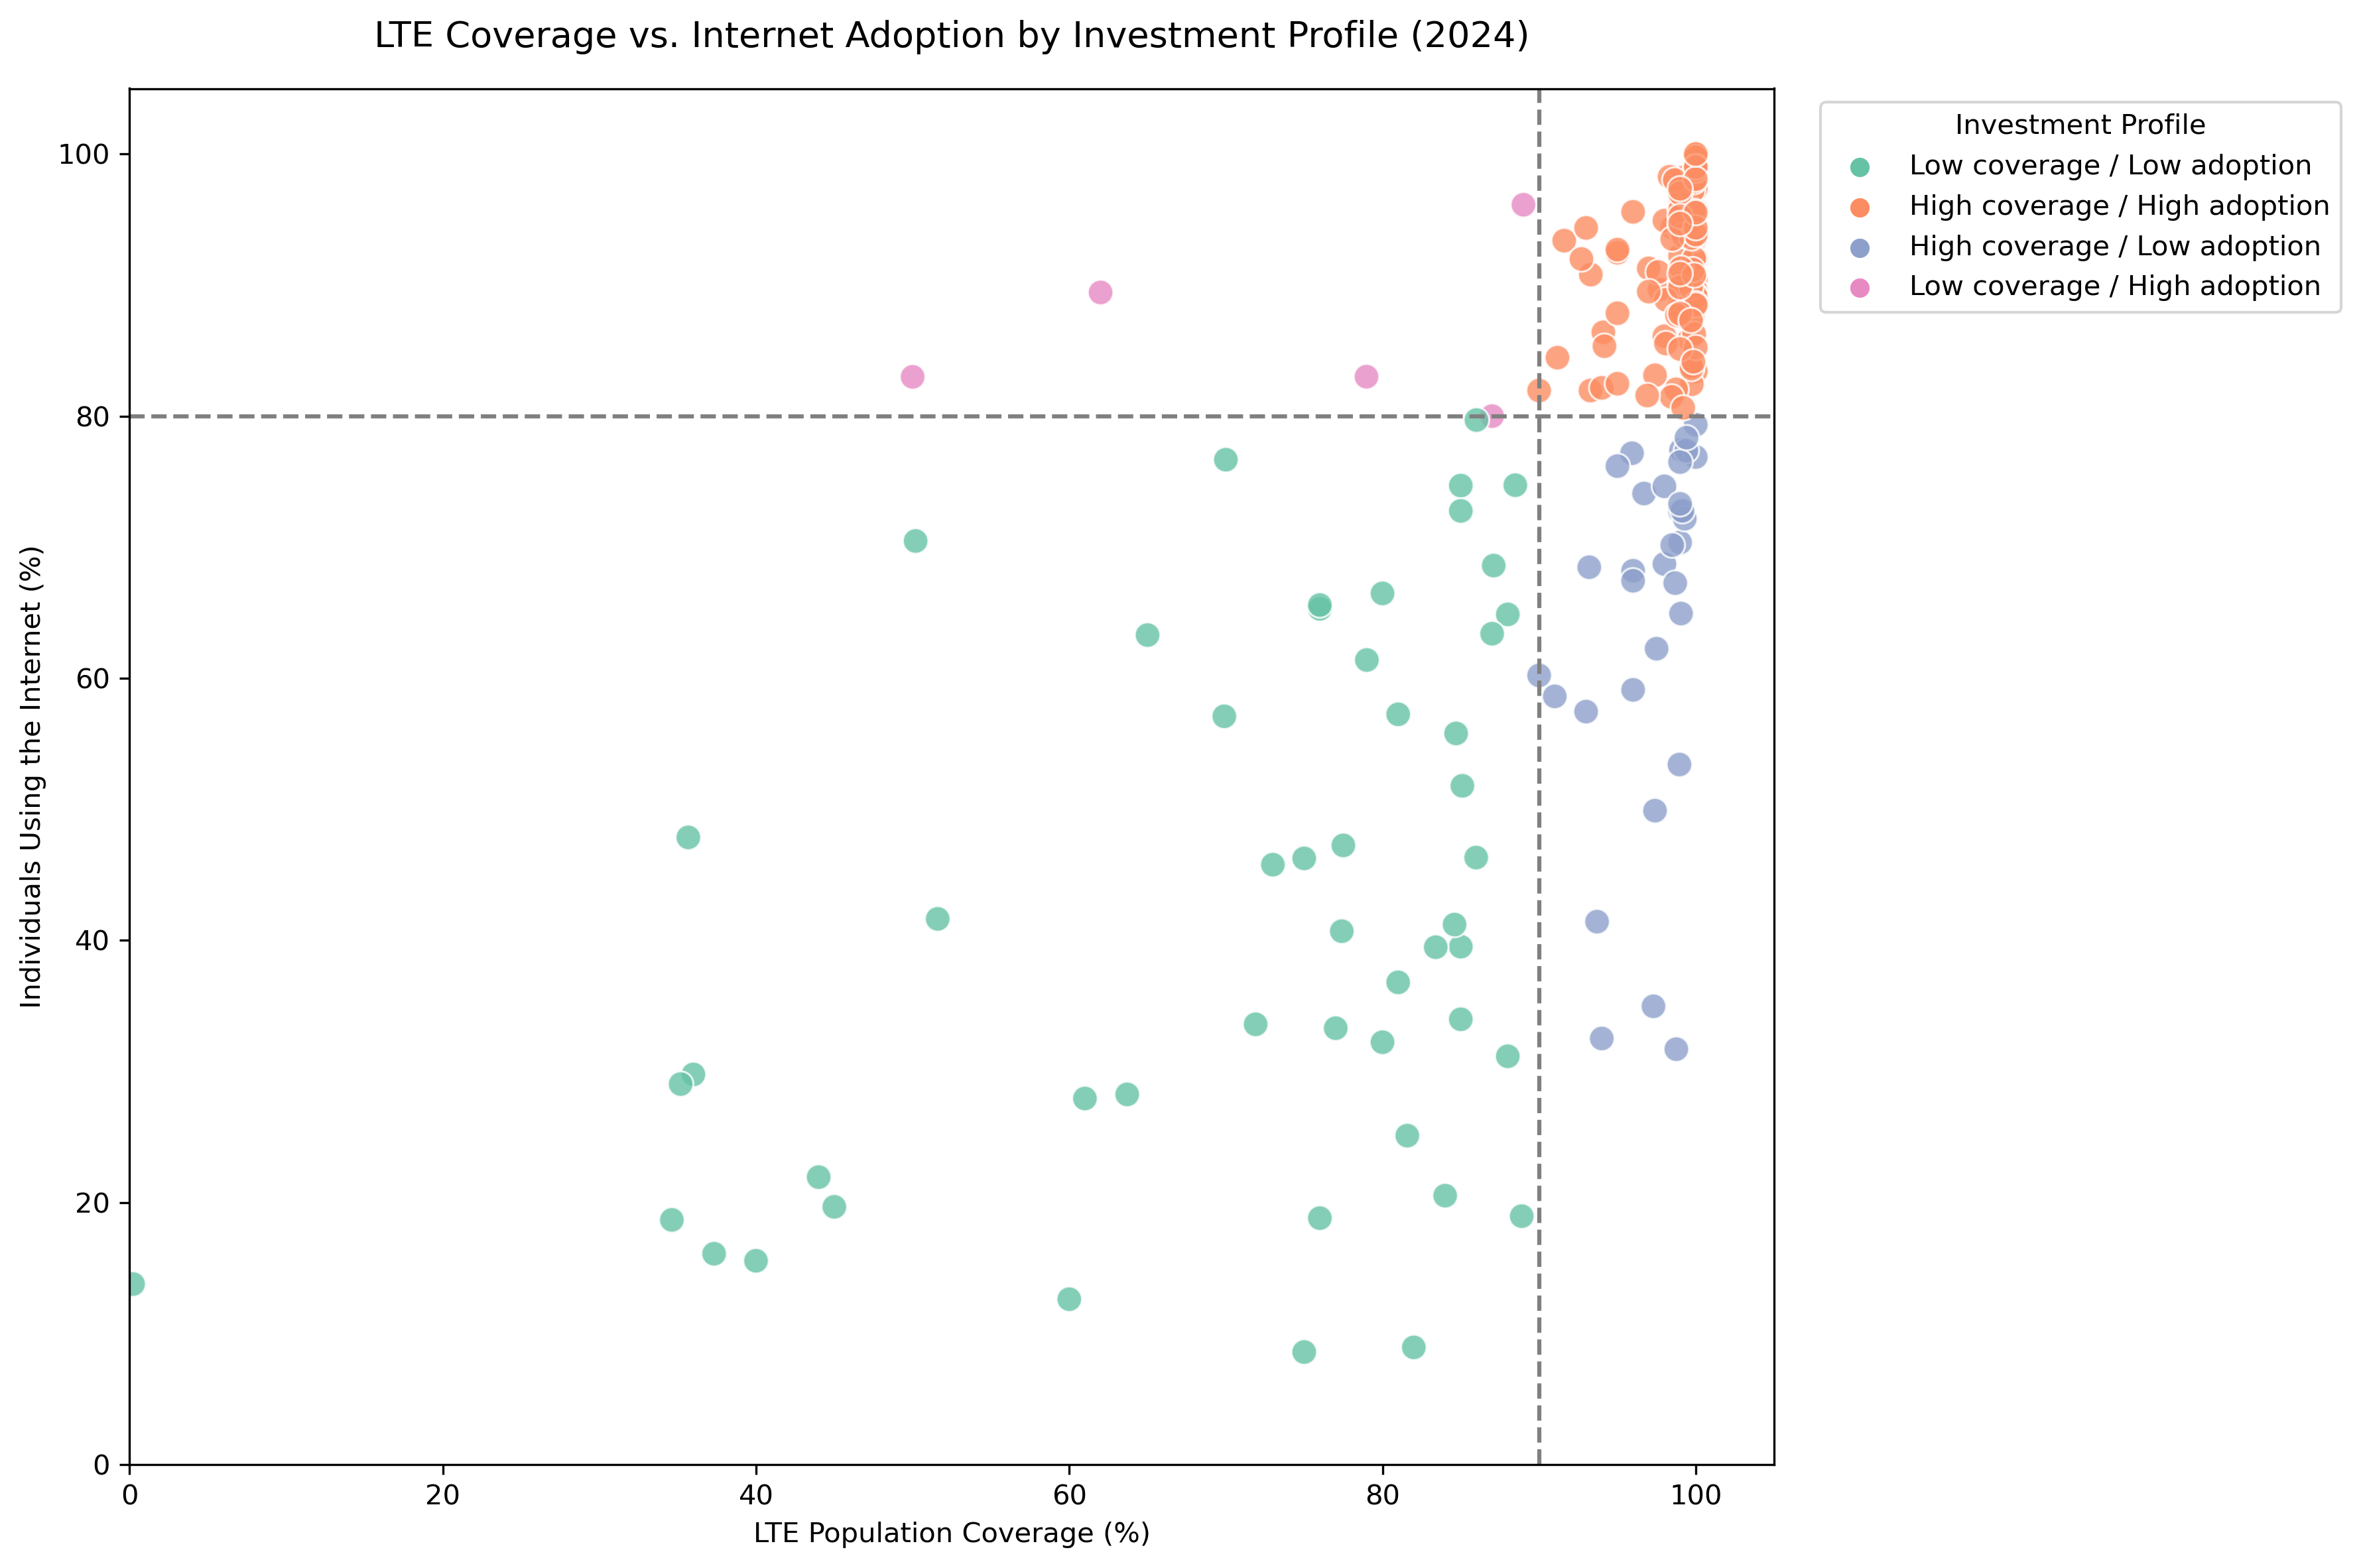 LTE Coverage vs. Internet Adoption by Investment Profile (2024)
Investment Profile
Low coverage / Low adoption
High coverage / High adoption
High coverage / Low adoption
Low coverage / High adoption
Individuals Using the Internet (%)
100
80
60
40
20
0
0 20 40 60 80 100
LTE Population Coverage (%)